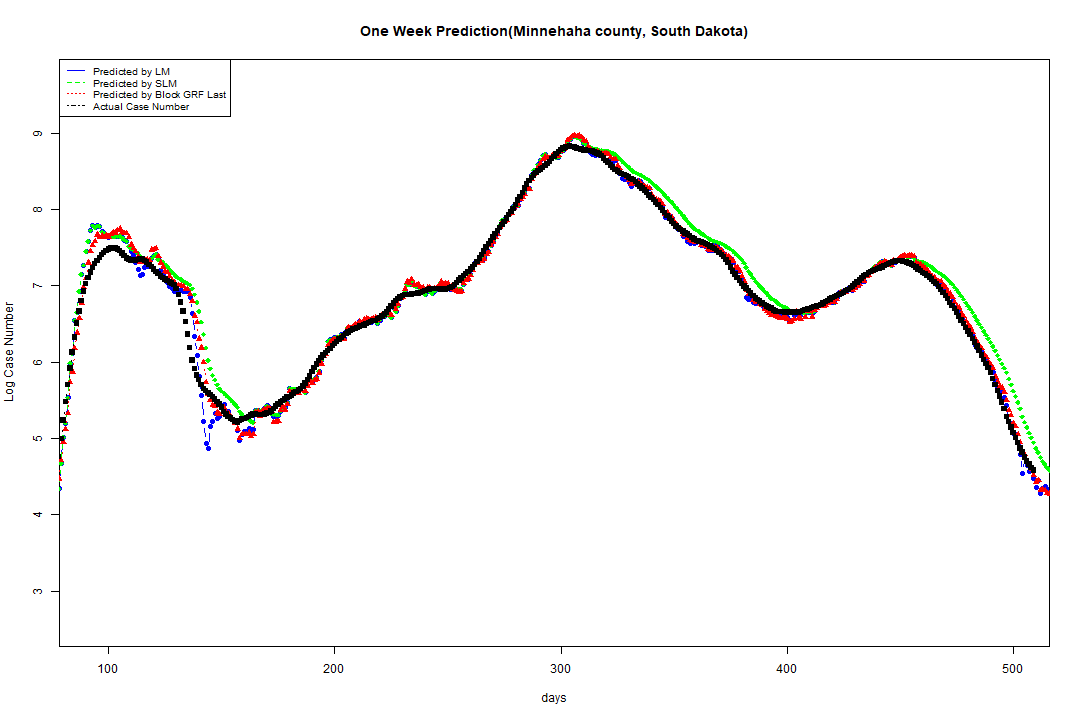 One Week Prediction(Minnehaha county, South Dakota)
Predicted by LM
Predicted by SLM
Predicted by Block GRF Last
Actual Case Number
9
8
7
6
5
4
3
Log Case Number
100 200 300 400 500
days